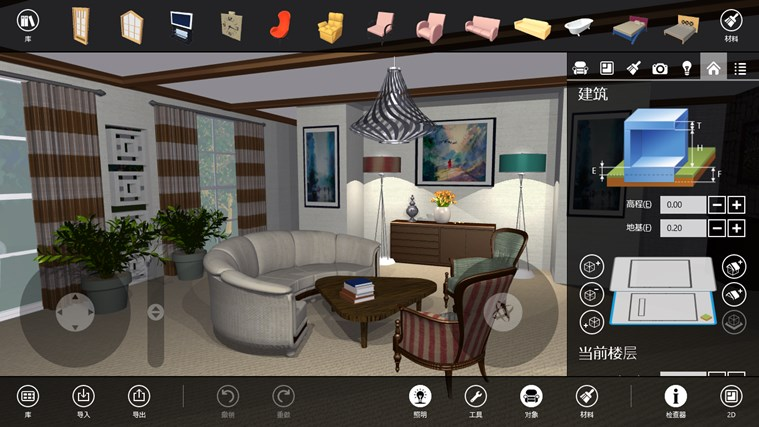 库
材料
建筑
T
H
E
F
高程(E) 0.00
地基(F) 0.20
当前楼层
库
导入
导出
撤销
重做
照明
工具
对象
材料
检查器
2D